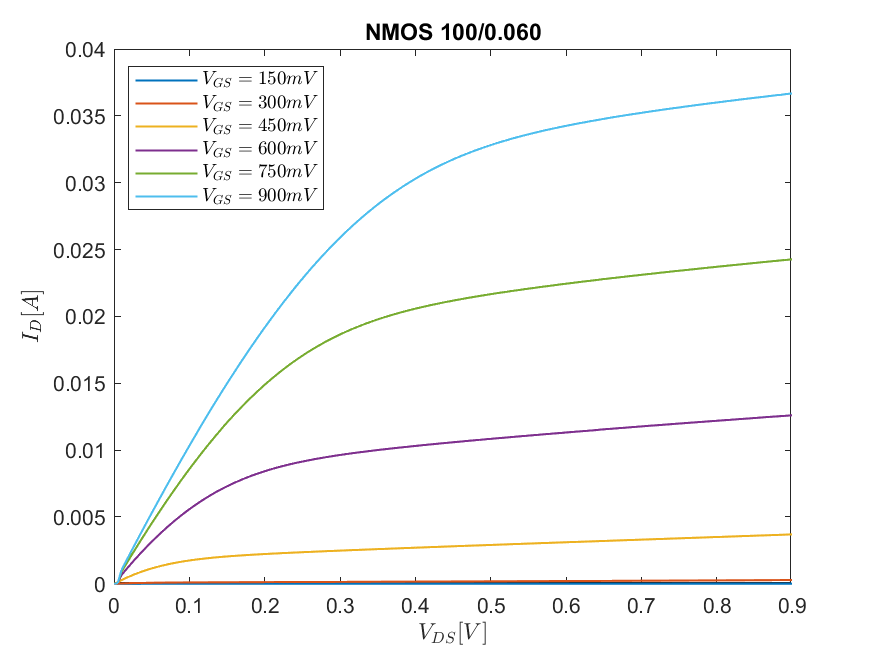 NMOS 100/0.060
0.04
0.035
0.03
0.025
0.02
0.015
0.01
0.005
0
V_GS = 150mV
V_GS = 300mV
V_GS = 450mV
V_GS = 600mV
V_GS = 750mV
V_GS = 900mV
I_D[A]
0 0.1 0.2 0.3 0.4 0.5 0.6 0.7 0.8 0.9
V_DS[V]